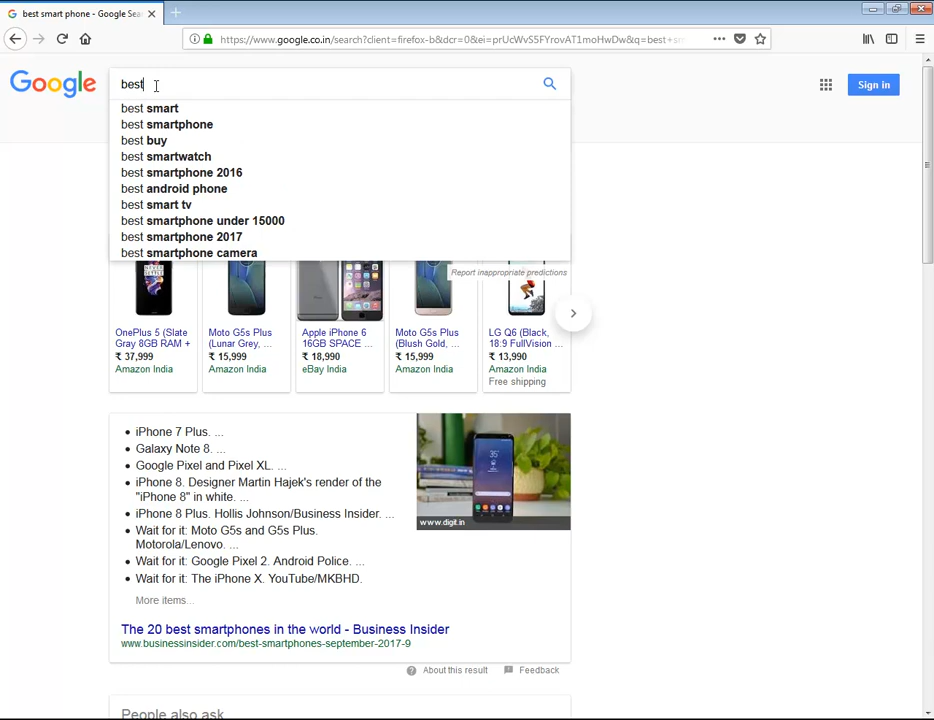 best smart phone - Google Sea
https://www.google.co.in/search?client=firefox-b&dcr=0&ei=prUcWvS5FYrovAT1moHwDw&q=best+sm
Google
best
Sign in
best smart
best smartphone
best buy
best smartwatch
best smartphone 2016
best android phone
best smart tv
best smartphone under 15000
best smartphone 2017
best smartphone camera
Report inappropriate predictions
OnePlus 5 (Slate
Gray 8GB RAM +
₹ 37,999
Amazon India
Moto G5s Plus
(Lunar Grey, ...
₹ 15,999
Amazon India
Apple iPhone 6
16GB SPACE ...
₹ 18,990
eBay India
Moto G5s Plus
(Blush Gold, ...
₹ 15,999
Amazon India
LG Q6 (Black,
18:9 FullVision ...
₹ 13,990
Amazon India
Free shipping
• iPhone 7 Plus. ...
• Galaxy Note 8. ...
• Google Pixel and Pixel XL. ...
• iPhone 8. Designer Martin Hajek's render of the
"iPhone 8" in white. ...
• iPhone 8 Plus. Hollis Johnson/Business Insider. ...
• Wait for it: Moto G5s and G5s Plus.
Motorola/Lenovo. ...
• Wait for it: Google Pixel 2. Android Police. ...
• Wait for it: The iPhone X. YouTube/MKBHD.
More items...
www.digit.in
The 20 best smartphones in the world - Business Insider
www.businessinsider.com/best-smartphones-september-2017-9
About this result
Feedback
People also ask